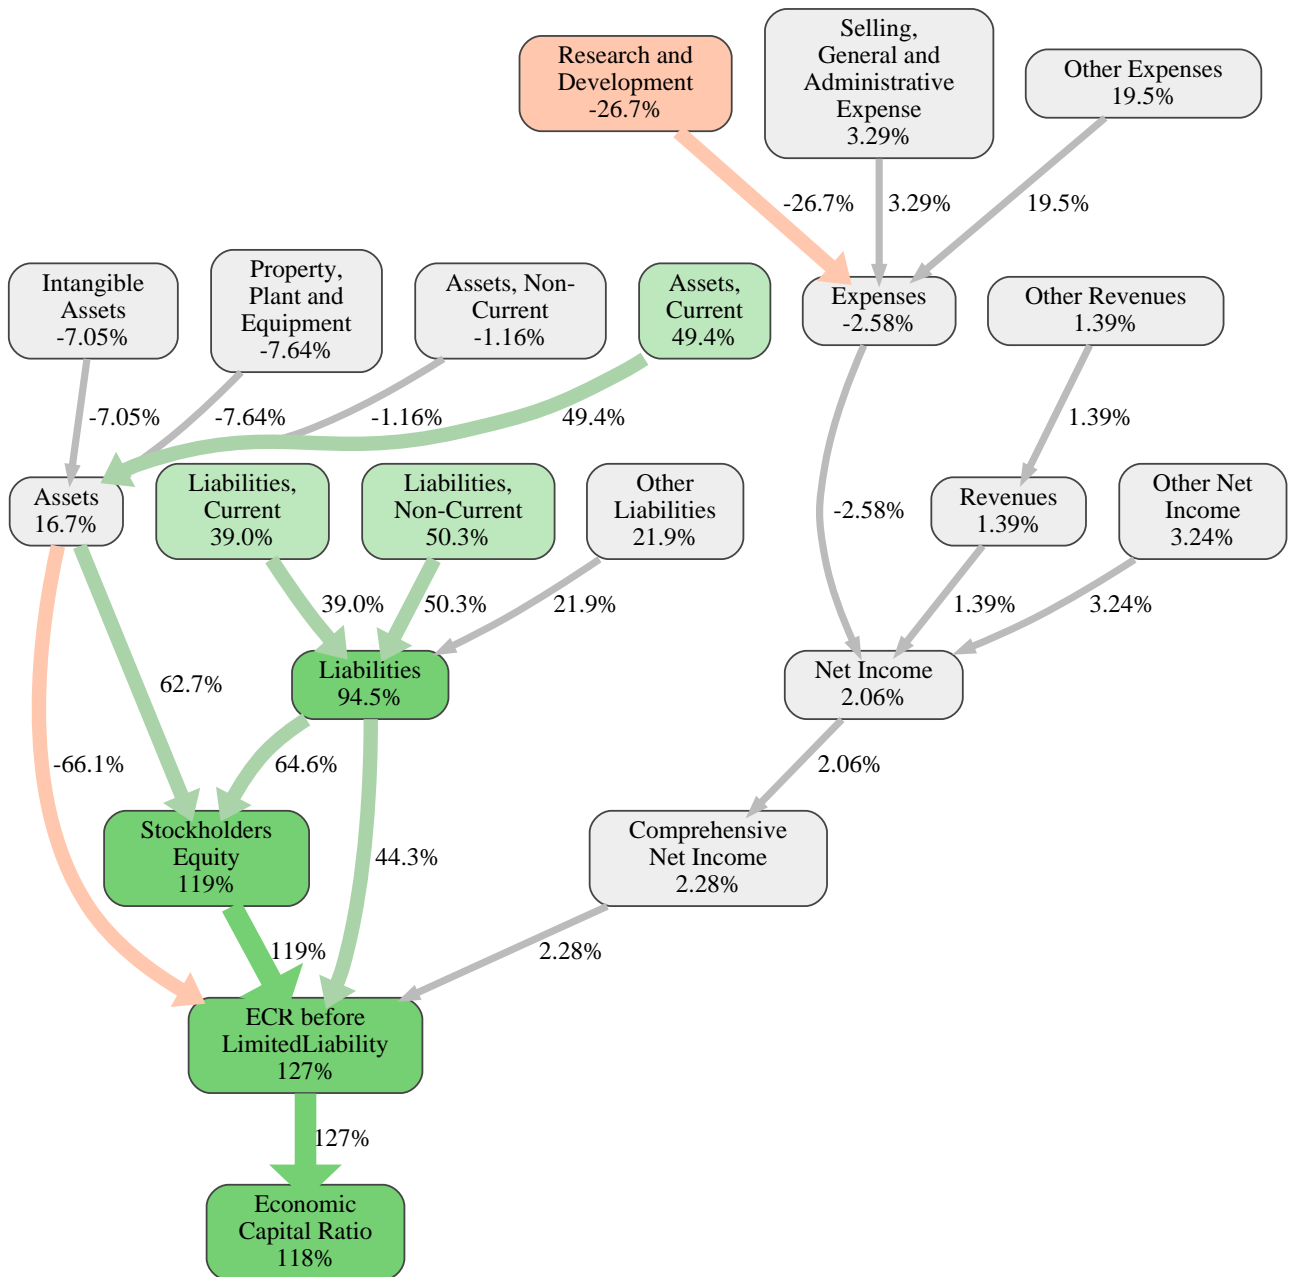 Research and
Development
-26.7%
Selling,
General and
Administrative
Expense
3.29%
Other Expenses
19.5%
-26.7%
3.29%
19.5%
Intangible
Assets
-7.05%
Property,
Plant and
Equipment
-7.64%
Assets, Non-
Current
-1.16%
Assets,
Current
49.4%
Expenses
-2.58%
Other Revenues
1.39%
-7.05%
-7.64%
-1.16%
49.4%
1.39%
Assets
16.7%
Liabilities,
Current
39.0%
Liabilities,
Non-Current
50.3%
Other
Liabilities
21.9%
-2.58%
Revenues
1.39%
Other Net
Income
3.24%
39.0%
50.3%
21.9%
1.39%
3.24%
Liabilities
94.5%
Net Income
2.06%
62.7%
-66.1%
64.6%
2.06%
Stockholders
Equity
119%
44.3%
Comprehensive
Net Income
2.28%
119%
2.28%
ECR before
LimitedLiability
127%
127%
Economic
Capital Ratio
118%